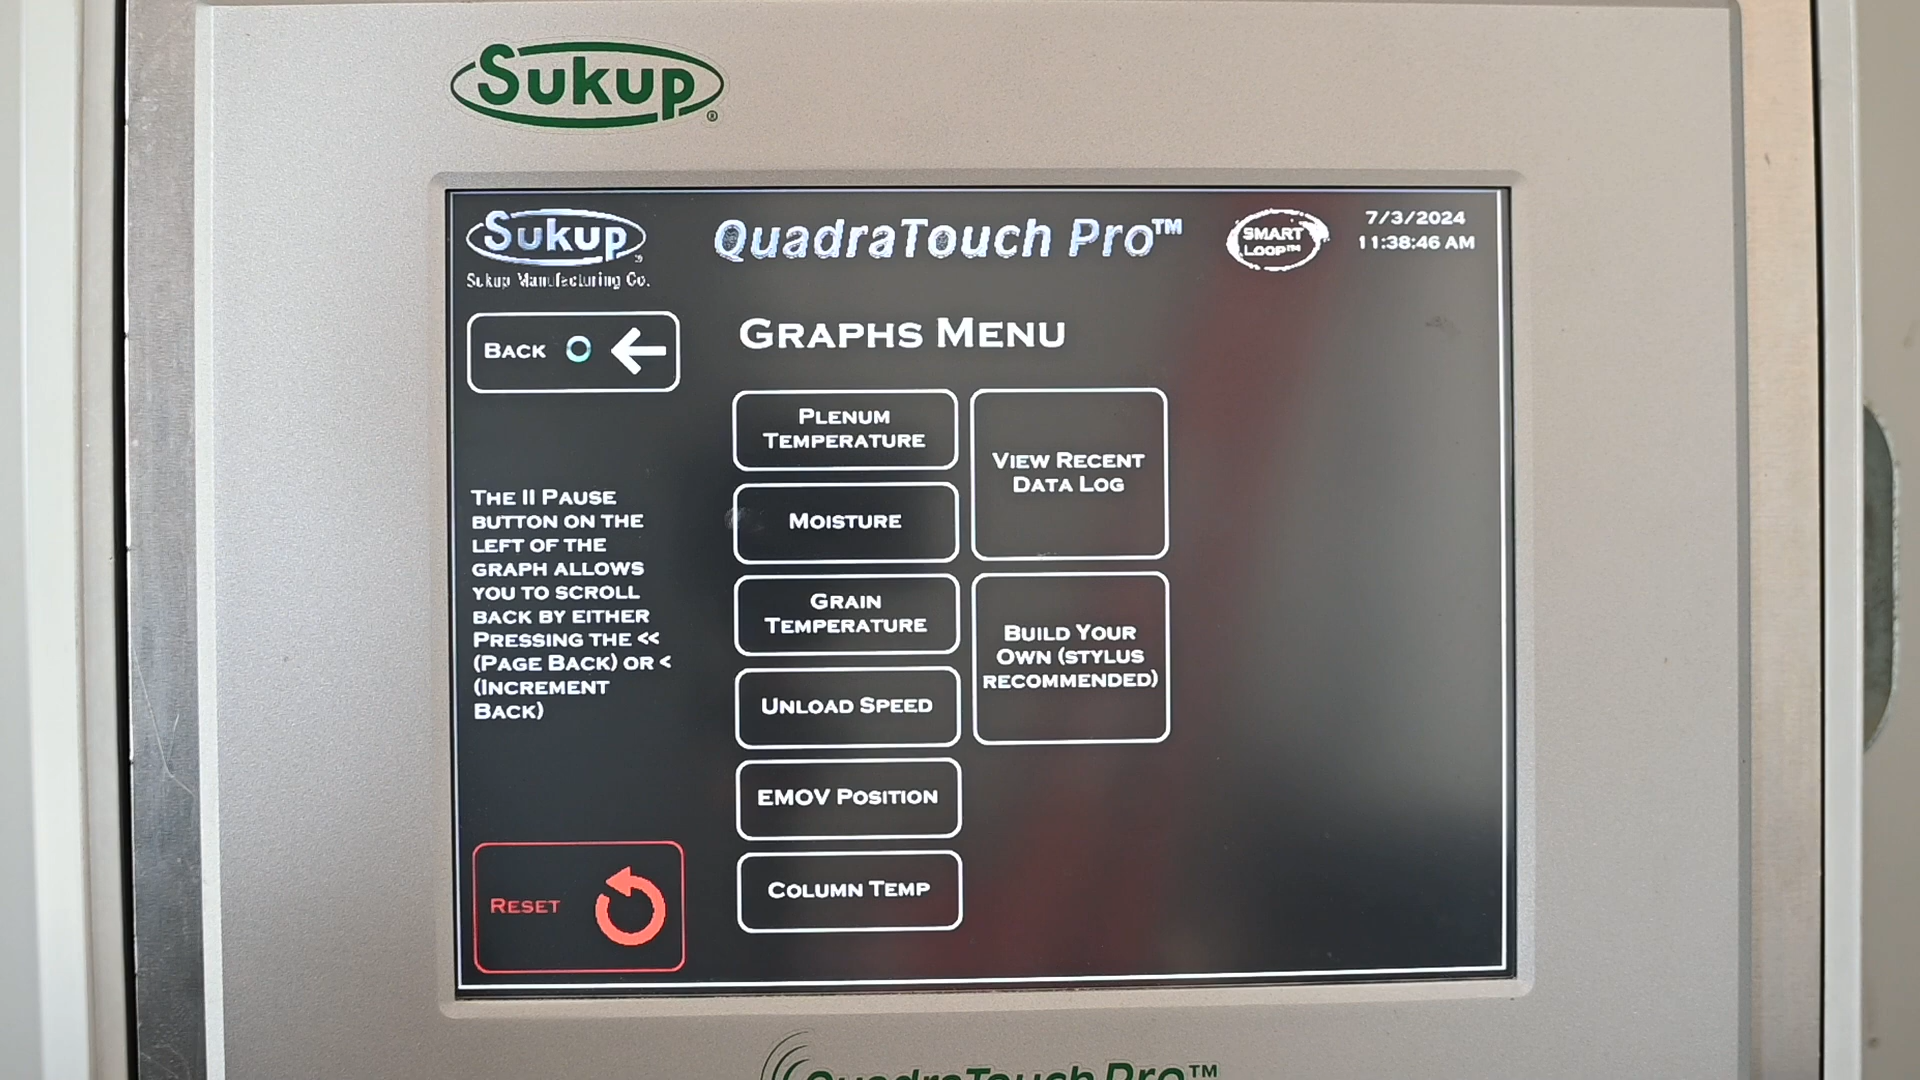 Sukup®
Sukup
Sukup Manufacturing Co.
QuadraTouch Pro™
SMART
LOOP™
7/3/2024
11:38:46 AM
BACK
GRAPHS MENU
PLENUM
TEMPERATURE
VIEW RECENT
DATA LOG
MOISTURE
THE II PAUSE
BUTTON ON THE
LEFT OF THE
GRAPH ALLOWS
YOU TO SCROLL
BACK BY EITHER
PRESSING THE <<
(PAGE BACK) OR <
(INCREMENT
BACK)
GRAIN
TEMPERATURE
BUILD YOUR
OWN (STYLUS
RECOMMENDED)
UNLOAD SPEED
EMOV POSITION
COLUMN TEMP
RESET
QuadraTouch Pro™